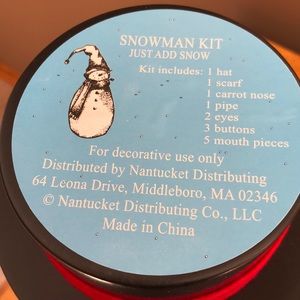 SNOWMAN KIT
JUST ADD SNOW
Kit includes: 1 hat
1 scarf
1 carrot nose
1 pipe
2 eyes
3 buttons
5 mouth pieces
For decorative use only
Distributed by Nantucket Distributing
64 Leona Drive, Middleboro, MA 02346
© Nantucket Distributing Co., LLC
Made in China